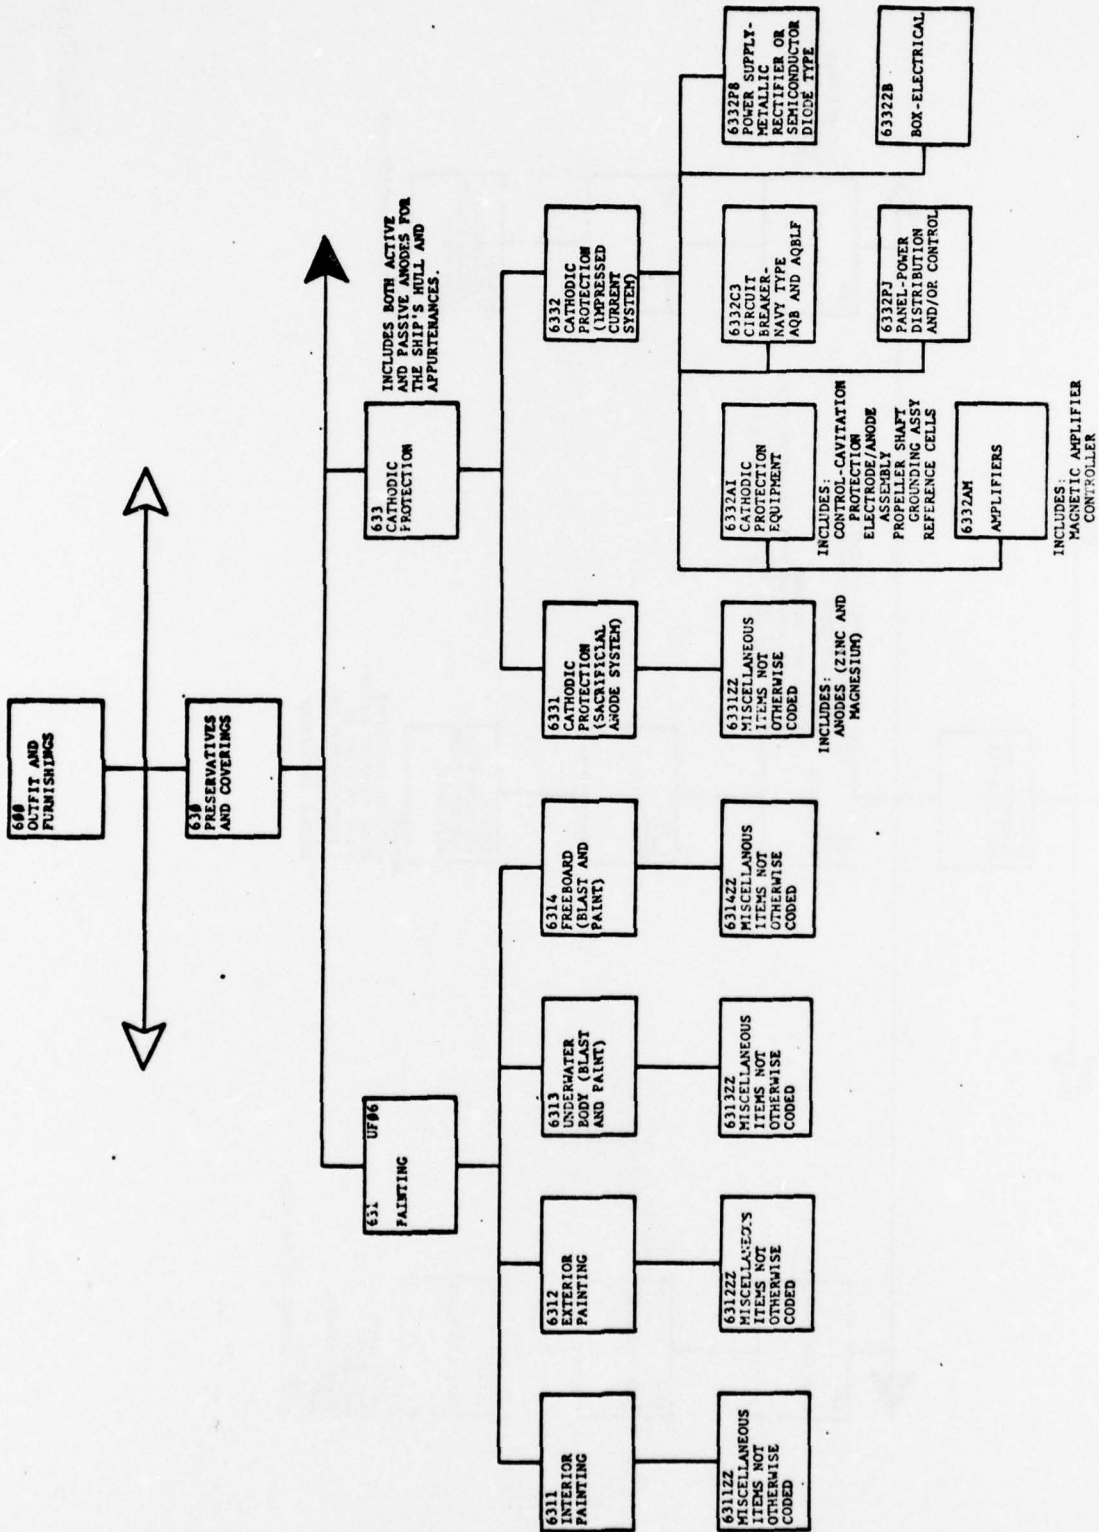 600
OUTFIT AND
FURNISHINGS
630
PRESERVATIVES
AND COVERINGS
631 UF06
PAINTING
633
CATHODIC
PROTECTION
INCLUDES BOTH ACTIVE
AND PASSIVE ANODES FOR
THE SHIP'S HULL AND
APPURTENANCES.
6311
INTERIOR
PAINTING
6312
EXTERIOR
PAINTING
6313
UNDERWATER
BODY (BLAST
AND PAINT)
6314
FREEBOARD
(BLAST AND
PAINT)
6331
CATHODIC
PROTECTION
(SACRIFICIAL
ANODE SYSTEM)
6332
CATHODIC
PROTECTION
(IMPRESSED
CURRENT
SYSTEM)
6311ZZ
MISCELLANEOUS
ITEMS NOT
OTHERWISE
CODED
6312ZZ
MISCELLANEOUS
ITEMS NOT
OTHERWISE
CODED
6313ZZ
MISCELLANEOUS
ITEMS NOT
OTHERWISE
CODED
6314ZZ
MISCELLANOUS
ITEMS NOT
OTHERWISE
CODED
6331ZZ
MISCELLANEOUS
ITEMS NOT
OTHERWISE
CODED
INCLUDES:
ANODES (ZINC AND
MAGNESIUM)
6332AI
CATHODIC
PROTECTION
EQUIPMENT
INCLUDES:
CONTROL-CAVITATION
PROTECTION
ELECTRODE/ANODE
ASSEMBLY
PROPELLER SHAFT
GROUNDING ASSY
REFERENCE CELLS
6332C3
CIRCUIT
BREAKER-
NAVY TYPE
AQB AND AQBLF
6332P8
POWER SUPPLY-
METALLIC
RECTIFIER OR
SEMICONDUCTOR
DIODE TYPE
6332AM
AMPLIFIERS
INCLUDES:
MAGNETIC AMPLIFIER
CONTROLLER
6332PJ
PANEL-POWER
DISTRIBUTION
AND/OR CONTROL
63322B
BOX-ELECTRICAL